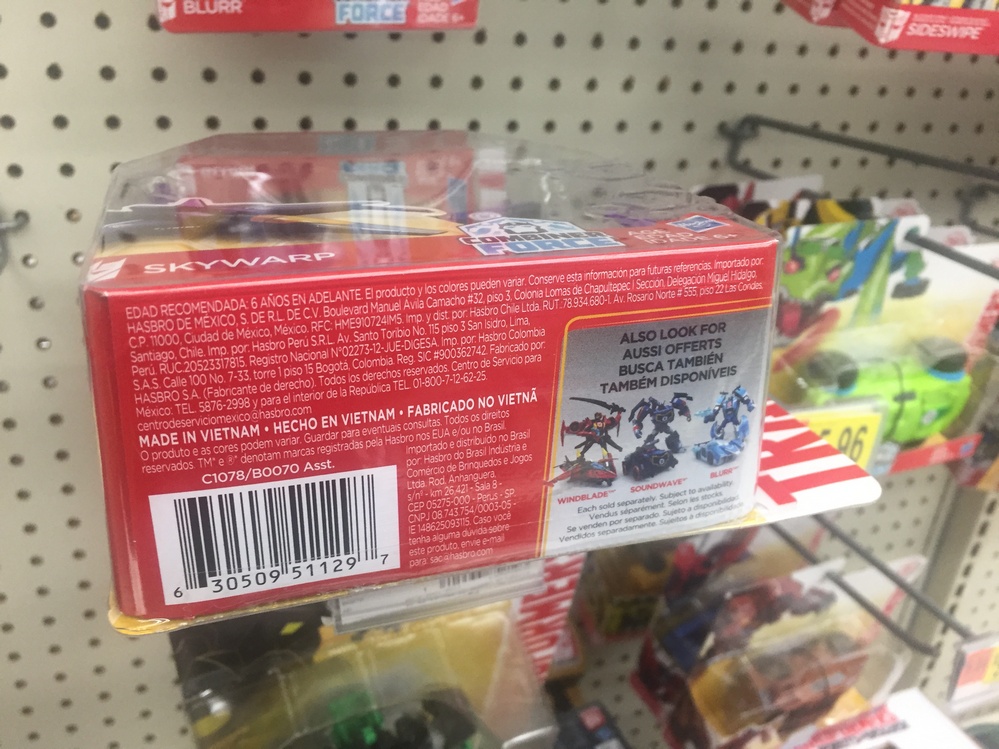 BLURR
FORCE
EDAD
IDADE 6+
SIDESWIPE
SKYWARP
COMBINER
FORCE
EDAD RECOMENDADA: 6 AÑOS EN ADELANTE. El producto y los colores pueden variar. Conserve esta información para futuras referencias. Importado por:
HASBRO DE MÉXICO, S. DE R.L. DE C.V. Boulevard Manuel Ávila Camacho #32, piso 3, Colonia Lomas de Chapultepec I Sección, Delegación Miguel Hidalgo,
C.P. 11000, Ciudad de México, México. RFC: HME910724IM5. Imp. y dist. por: Hasbro Chile Ltda. RUT: 78.934.680-1. Av. Rosario Norte # 555, piso 22 Las Condes,
Santiago, Chile. Imp. por: Hasbro Perú S.R.L. Av. Santo Toribio No. 115 piso 3 San Isidro, Lima,
Perú, RUC:20523317815, Registro Nacional N°02273-12-JUE-DIGESA. Imp. por: Hasbro Colombia
S.A.S. Calle 100 No. 7-33, torre 1 piso 15 Bogotá, Colombia. Reg. SIC #900362742. Fabricado por:
HASBRO S.A. (Fabricante de derecho). Todos los derechos reservados. Centro de Servicio para
México: TEL. 5876-2998 y para el interior de la República TEL. 01-800-7-12-62-25.
centrodeserviciomexico@hasbro.com
MADE IN VIETNAM • HECHO EN VIETNAM • FABRICADO NO VIETNÃ
O produto e as cores podem variar. Guardar para eventuais consultas. Todos os direitos
reservados. TM* e ®* denotam marcas registradas pela Hasbro nos EUA e/ou no Brasil.
C1078/B0070 Asst.
Importado e distribuído no Brasil
por: Hasbro do Brasil Indústria e
Comércio de Brinquedos e Jogos
Ltda. Rod. Anhanguera,
s/n° - km 26,421 - Sala 8 -
CEP 05275-000 - Perus - SP.
CNPJ 08.743.754/0003-05 -
IE 148625093115. Caso você
tenha alguma dúvida sobre
este produto, envie e-mail
para: sac@hasbro.com
6 30509 51129 7
ALSO LOOK FOR
AUSSI OFFERTS
BUSCA TAMBIÉN
TAMBÉM DISPONÍVEIS
WINDBLADE™
SOUNDWAVE™
BLURR™
Each sold separately. Subject to availability.
Vendus séparément. Selon les stocks.
Se venden por separado. Sujeto a disponibilidad.
Vendidos separadamente. Sujeitos a disponibilidade.